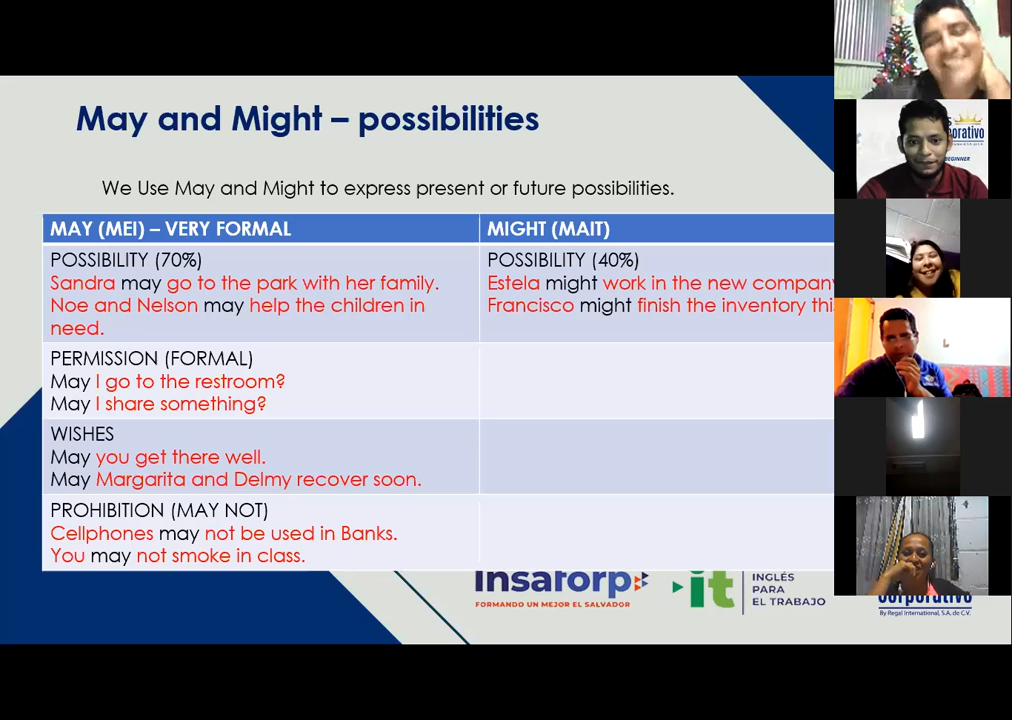 May and Might – possibilities
We Use May and Might to express present or future possibilities.
MAY (MEI) – VERY FORMAL
MIGHT (MAIT)
POSSIBILITY (70%)
Sandra may go to the park with her family.
Noe and Nelson may help the children in
need.
POSSIBILITY (40%)
Estela might work in the new company
Francisco might finish the inventory thi
PERMISSION (FORMAL)
May I go to the restroom?
May I share something?
WISHES
May you get there well.
May Margarita and Delmy recover soon.
PROHIBITION (MAY NOT)
Cellphones may not be used in Banks.
You may not smoke in class.
Insaforp
FORMANDO UN MEJOR EL SALVADOR
it
INGLÉS
PARA
EL TRABAJO
Corporativo
By Regal International, S.A. de C.V.
orativo